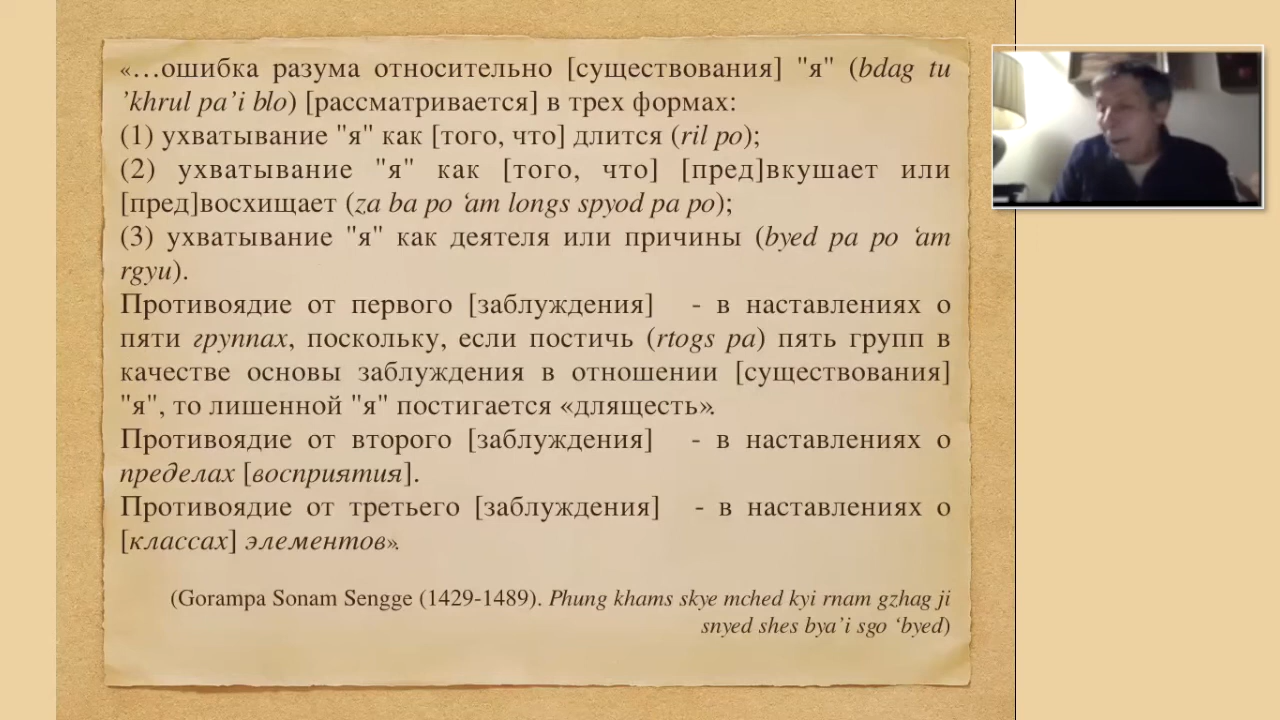 «…ошибка разума относительно [существования] "я" (bdag tu
’khrul pa’i blo) [рассматривается] в трех формах:
(1) ухватывание "я" как [того, что] длится (ril po);
(2) ухватывание "я" как [того, что] [пред]вкушает или
[пред]восхищает (za ba po ‘am longs spyod pa po);
(3) ухватывание "я" как деятеля или причины (byed pa po ‘am
rgyu).
Противоядие от первого [заблуждения] - в наставлениях о
пяти группах, поскольку, если постичь (rtogs pa) пять групп в
качестве основы заблуждения в отношении [существования]
"я", то лишенной "я" постигается «длящесть».
Противоядие от второго [заблуждения] - в наставлениях о
пределах [восприятия].
Противоядие от третьего [заблуждения] - в наставлениях о
[классах] элементов».
(Gorampa Sonam Sengge (1429-1489). Phung khams skye mched kyi rnam gzhag ji
snyed shes bya’i sgo ‘byed)